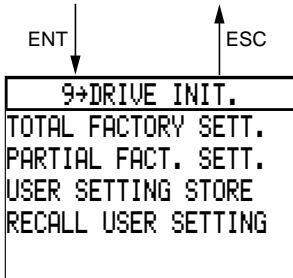 ENT
ESC
9→DRIVE INIT.
TOTAL FACTORY SETT.
PARTIAL FACT. SETT.
USER SETTING STORE
RECALL USER SETTING